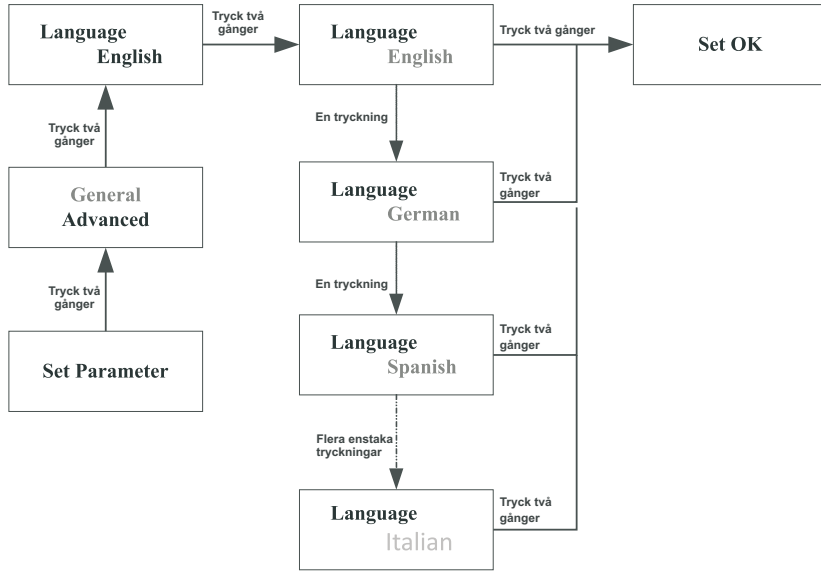 Language
English
Tryck två
gånger
Language
English
Tryck två gånger
Set OK
Tryck två
gånger
En tryckning
General
Advanced
Language
German
Tryck två
gånger
Tryck två
gånger
En tryckning
Set Parameter
Language
Spanish
Tryck två
gånger
Flera enstaka
tryckningar
Language
Italian
Tryck två
gånger